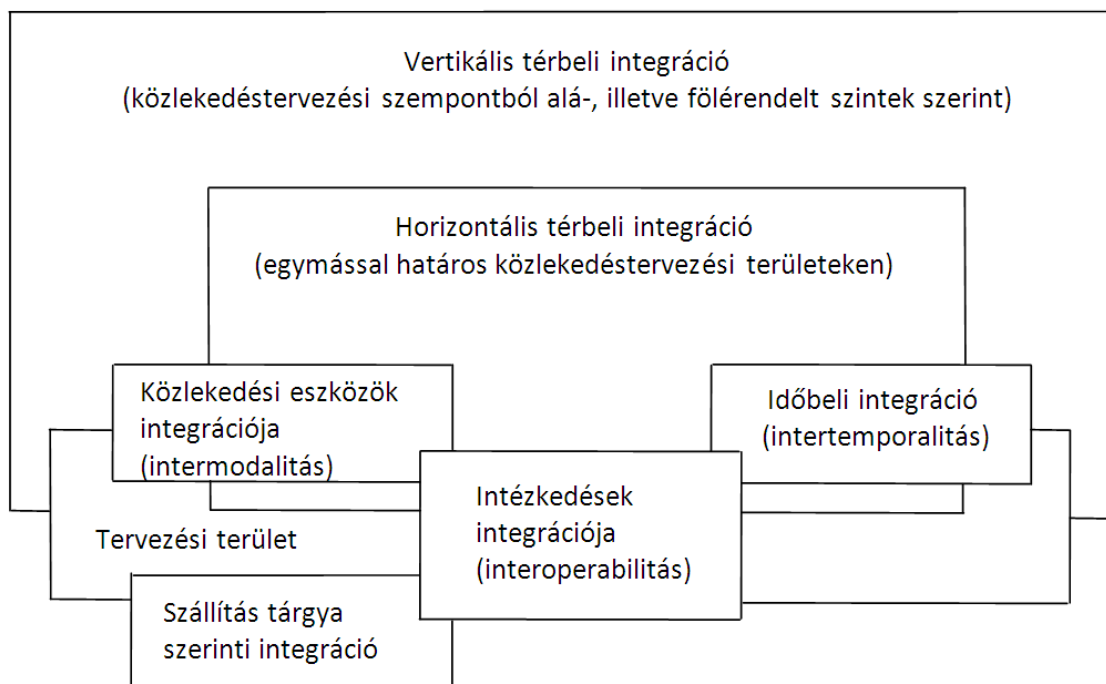 Vertikális térbeli integráció
(közlekedéstervezési szempontból alá-, illetve fölérendelt szintek szerint)
Horizontális térbeli integráció
(egymással határos közlekedéstervezési területeken)
Közlekedési eszközök
integrációja
(intermodalitás)
Időbeli integráció
(intertemporalitás)
Intézkedések
integrációja
(interoperabilitás)
Tervezési terület
Szállítás tárgya
szerinti integráció